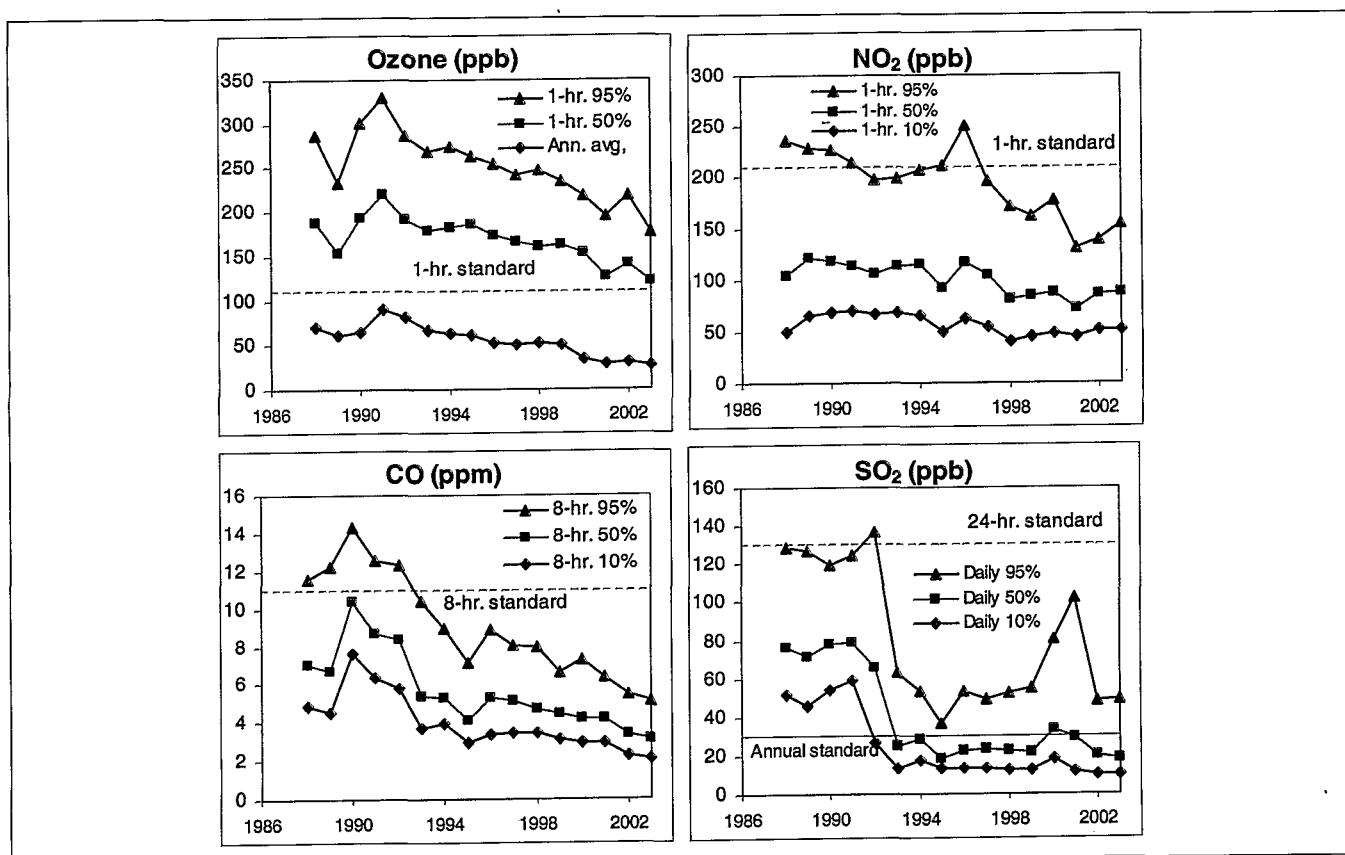 Ozone (ppb)
350
300
250
200
150
100
50
0
1-hr. 95%
1-hr. 50%
Ann. avg,
1-hr. standard
1986 1990 1994 1998 2002
NO₂ (ppb)
300
250
200
150
100
50
0
1-hr. 95%
1-hr. 50%
1-hr. 10%
1-hr. standard
1986 1990 1994 1998 2002
CO (ppm)
16
14
12
10
8
6
4
2
0
8-hr. 95%
8-hr. 50%
8-hr. 10%
8-hr. standard
1986 1990 1994 1998 2002
SO₂ (ppb)
160
140
120
100
80
60
40
20
0
24-hr. standard
Daily 95%
Daily 50%
Daily 10%
Annual standard
1986 1990 1994 1998 2002